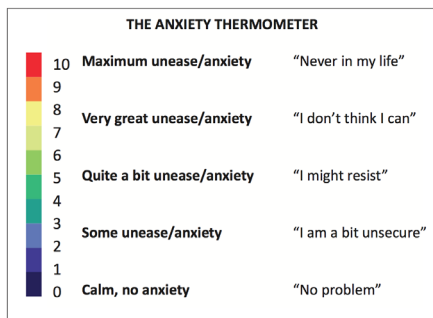 THE ANXIETY THERMOMETER
10 Maximum unease/anxiety “Never in my life”
9
8 Very great unease/anxiety “I don’t think I can”
7
6
5 Quite a bit unease/anxiety “I might resist”
4
3 Some unease/anxiety “I am a bit unsecure”
2
1
0 Calm, no anxiety “No problem”